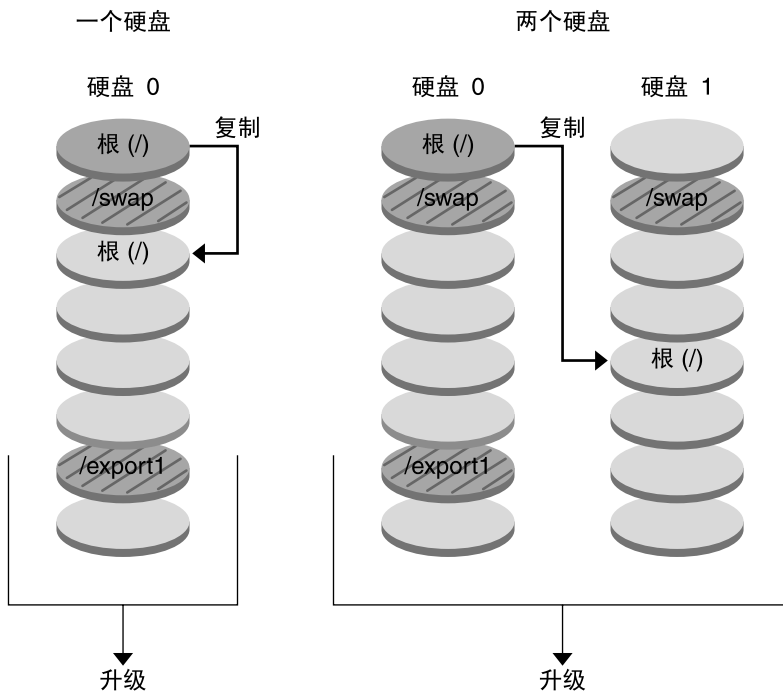 一个硬盘
硬盘 0
根 (/)
复制
/swap
根 (/)
/export1
升级
两个硬盘
硬盘 0
硬盘 1
根 (/)
复制
/swap
/swap
根 (/)
/export1
升级